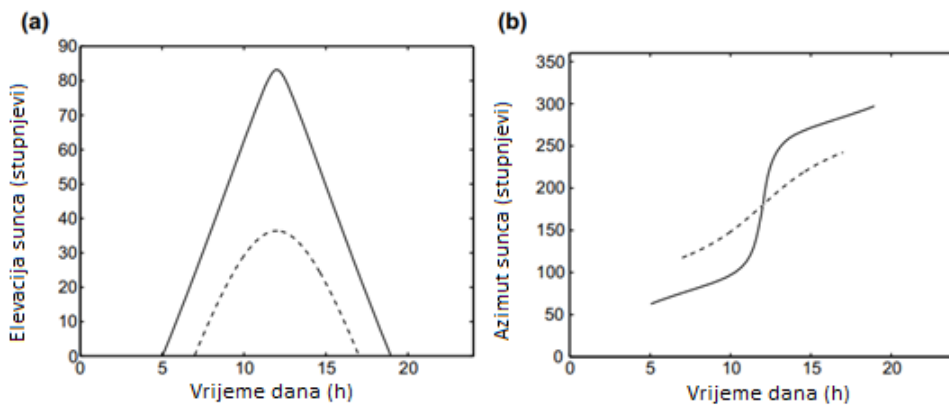 (a)
Elevacija sunca (stupnjevi)
90
80
70
60
50
40
30
20
10
0
0 5 10 15 20
Vrijeme dana (h)
(b)
Azimut sunca (stupnjevi)
350
300
250
200
150
100
50
0
0 5 10 15 20
Vrijeme dana (h)